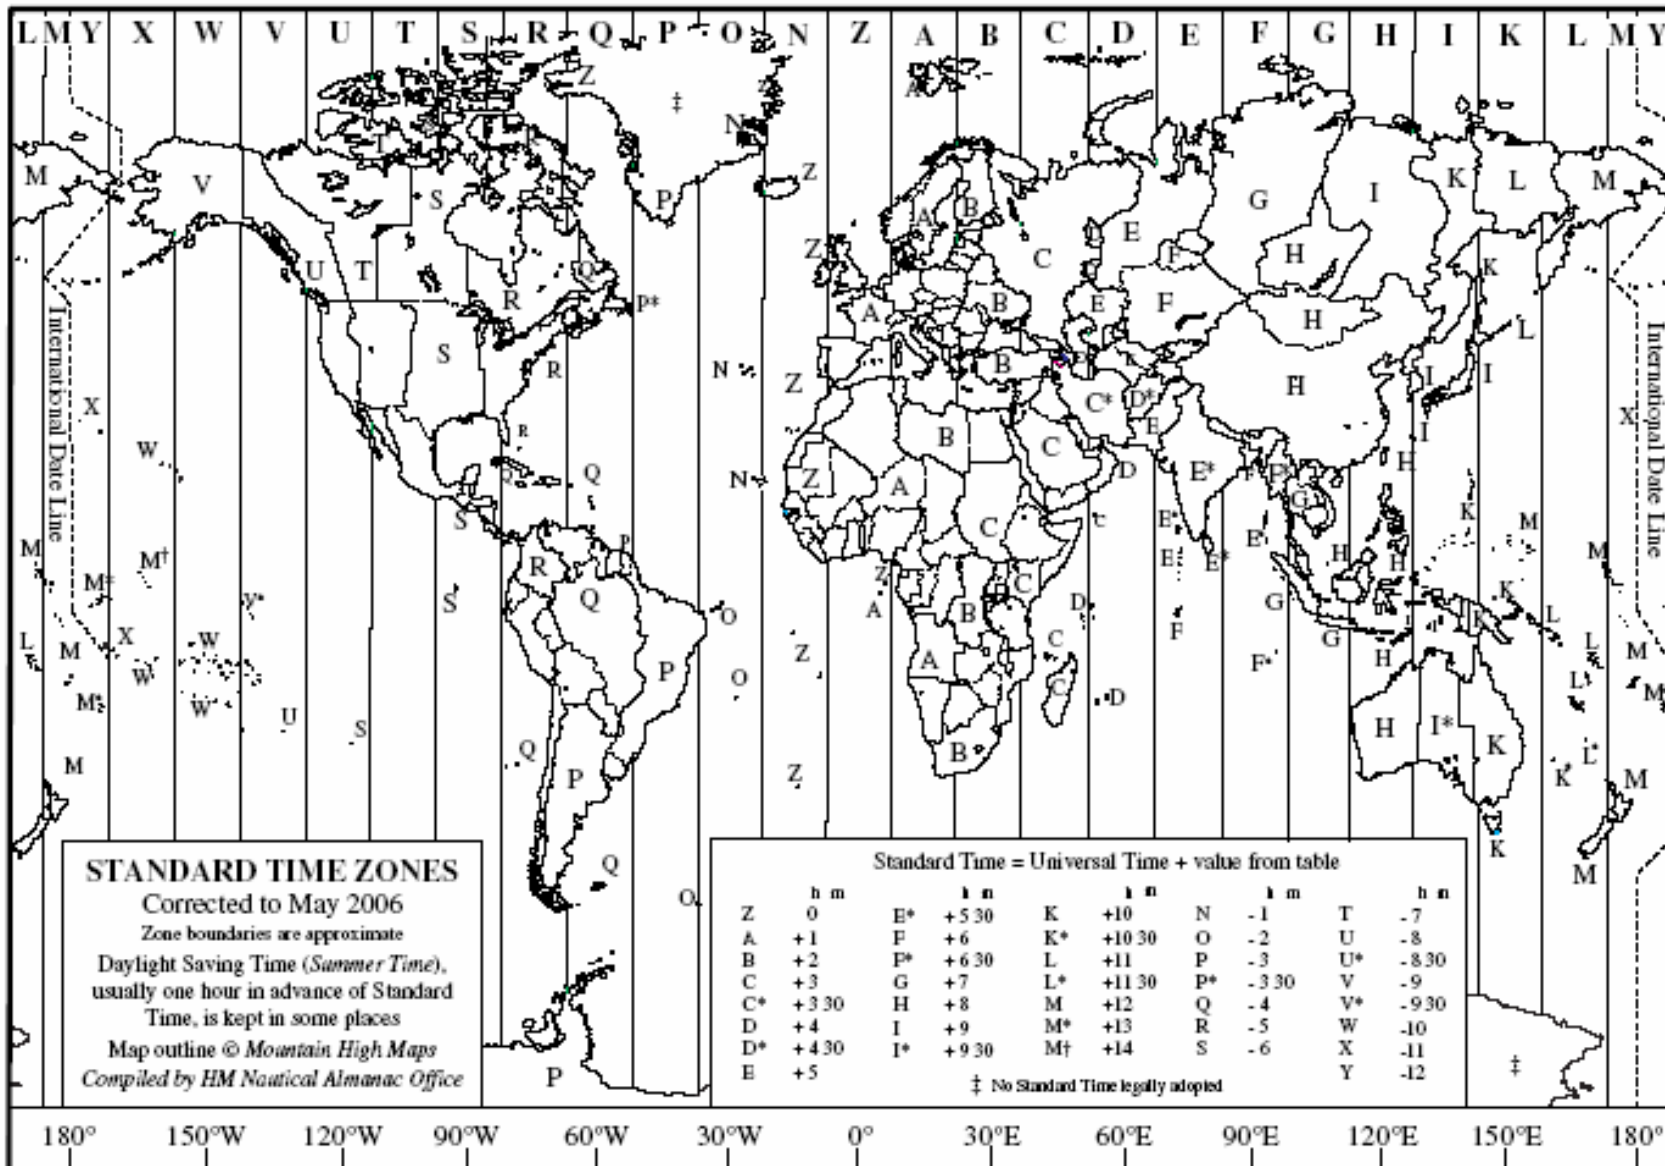 L M Y X W V U T S R Q P O N Z A B C D E F G H I K L M Y
International Date Line
International Date Line
STANDARD TIME ZONES
Corrected to May 2006
Zone boundaries are approximate
Daylight Saving Time (Summer Time),
usually one hour in advance of Standard
Time, is kept in some places
Map outline © Mountain High Maps
Compiled by HM Nautical Almanac Office
Standard Time = Universal Time + value from table
h m h m h m h m h m
Z 0 E* +5 30 K +10 N -1 T -7
A +1 F +6 K* +10 30 O -2 U -8
B +2 F* +6 30 L +11 P -3 U* -8 30
C +3 G +7 L* +11 30 P* -3 30 V -9
C* +3 30 H +8 M +12 Q -4 V* -9 30
D +4 I +9 M* +13 R -5 W -10
D* +4 30 I* +9 30 M† +14 S -6 X -11
E +5 Y -12
‡ No Standard Time legally adopted
180° 150°W 120°W 90°W 60°W 30°W 0° 30°E 60°E 90°E 120°E 150°E 180°